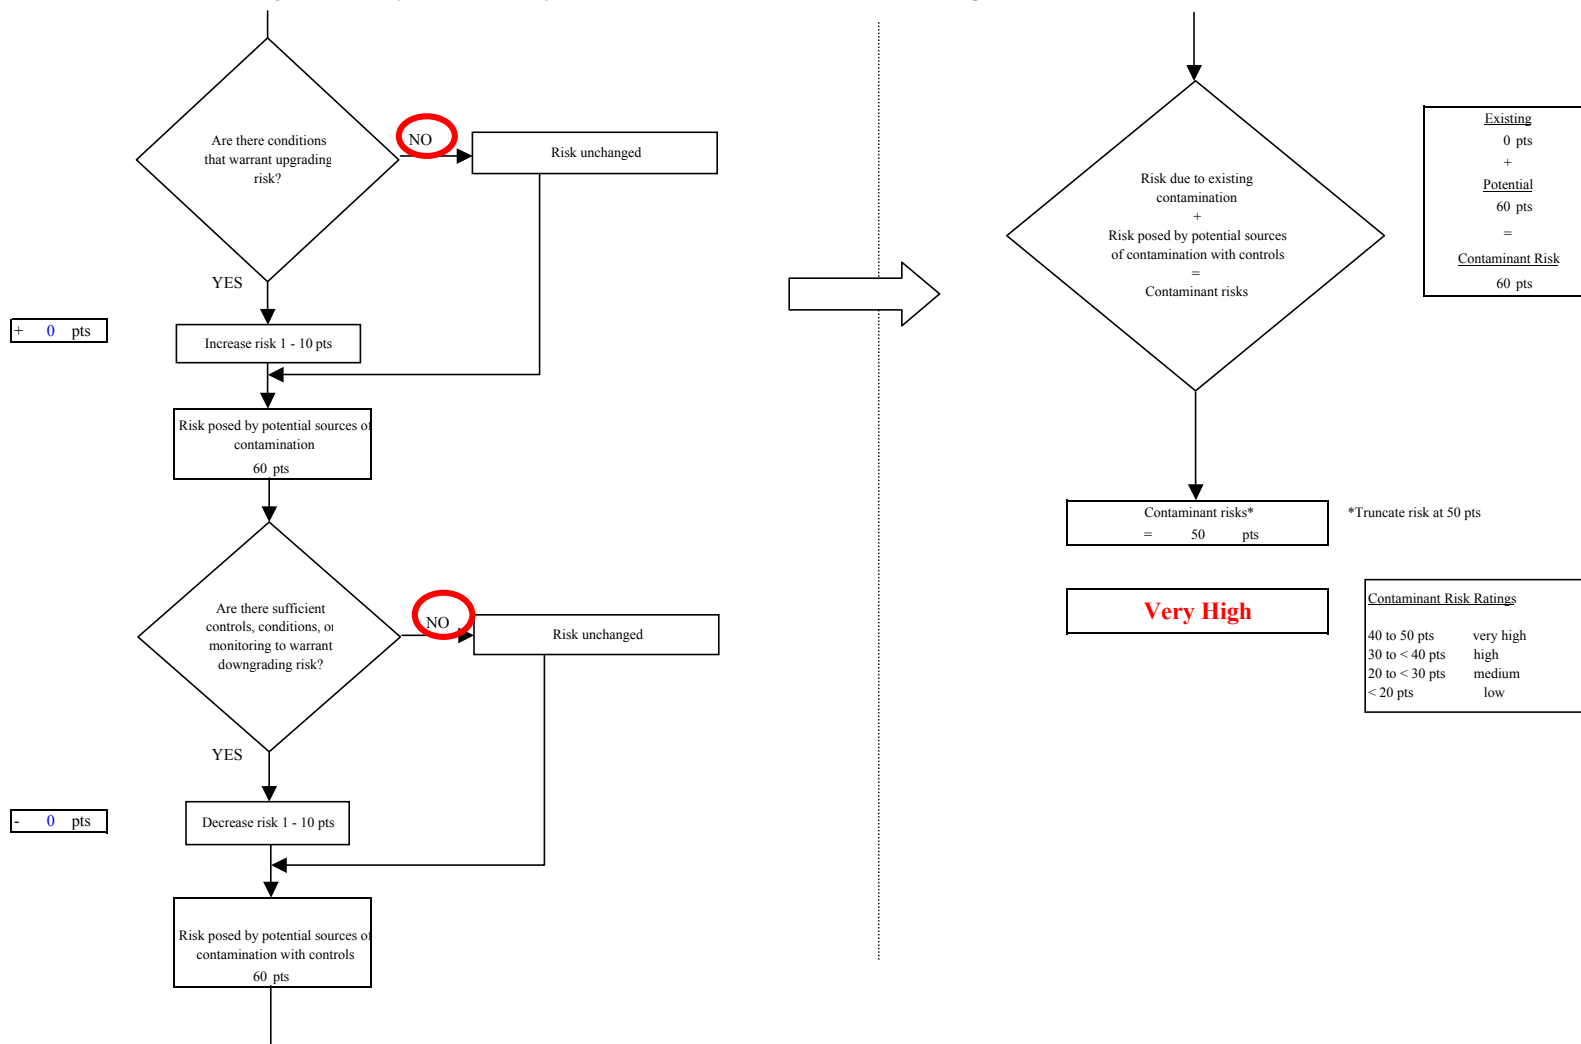 Are there conditions
that warrant upgrading
risk?
NO
Risk unchanged
YES
+ 0 pts
Increase risk 1 - 10 pts
Risk posed by potential sources of
contamination
60 pts
Are there sufficient
controls, conditions, or
monitoring to warrant
downgrading risk?
NO
Risk unchanged
YES
- 0 pts
Decrease risk 1 - 10 pts
Risk posed by potential sources of
contamination with controls
60 pts
Risk due to existing
contamination
+
Risk posed by potential sources
of contamination with controls
=
Contaminant risks
Existing
0 pts
+
Potential
60 pts
=
Contaminant Risk
60 pts
Contaminant risks*
= 50 pts
*Truncate risk at 50 pts
Very High
Contaminant Risk Ratings
40 to 50 pts very high
30 to < 40 pts high
20 to < 30 pts medium
< 20 pts low